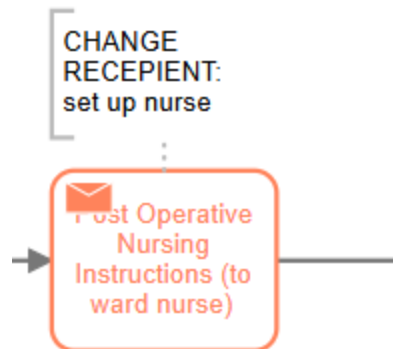 CHANGE
RECEPIENT:
set up nurse
Post Operative
Nursing
Instructions (to
ward nurse)